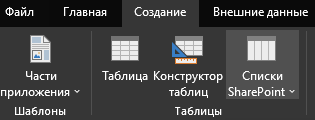 Файл Главная Создание Внешние данные
Части приложения
Таблица
Конструктор таблиц
Списки SharePoint
Шаблоны Таблицы